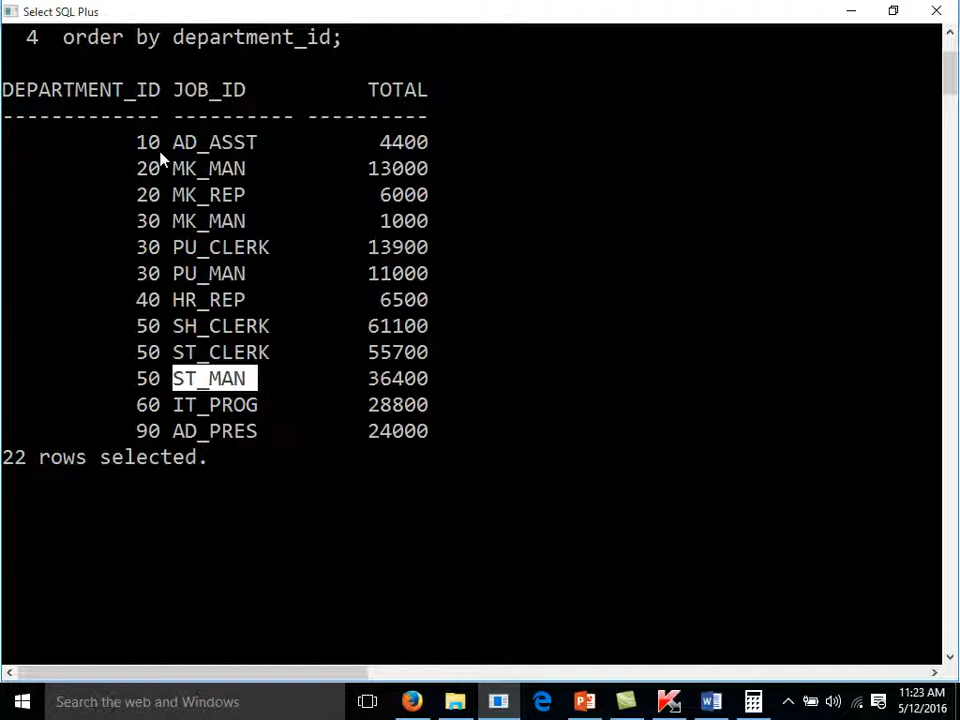 Select SQL Plus
4  order by department_id;
DEPARTMENT_ID JOB_ID          TOTAL
------------- ---------- ----------
10 AD_ASST          4400
20 MK_MAN          13000
20 MK_REP           6000
30 MK_MAN           1000
30 PU_CLERK        13900
30 PU_MAN          11000
40 HR_REP           6500
50 SH_CLERK        61100
50 ST_CLERK        55700
50 ST_MAN          36400
60 IT_PROG         28800
90 AD_PRES         24000
22 rows selected.
Search the web and Windows
11:23 AM
5/12/2016